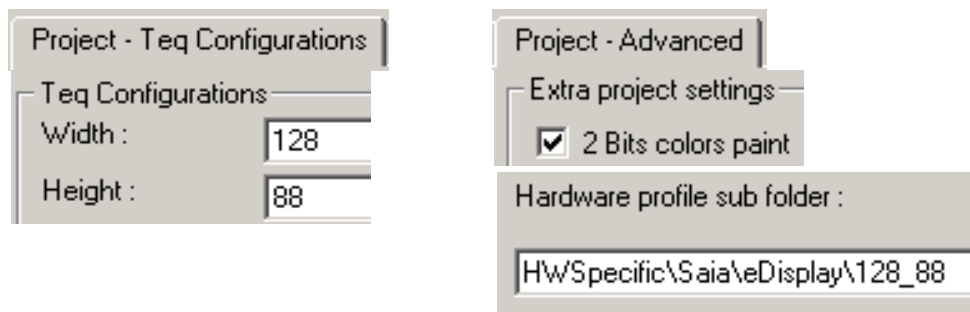 Project - Teq Configurations
Teq Configurations
Width :
128
Height :
88
Project - Advanced
Extra project settings
2 Bits colors paint
Hardware profile sub folder :
HWSpecific\Saia\eDisplay\128_88